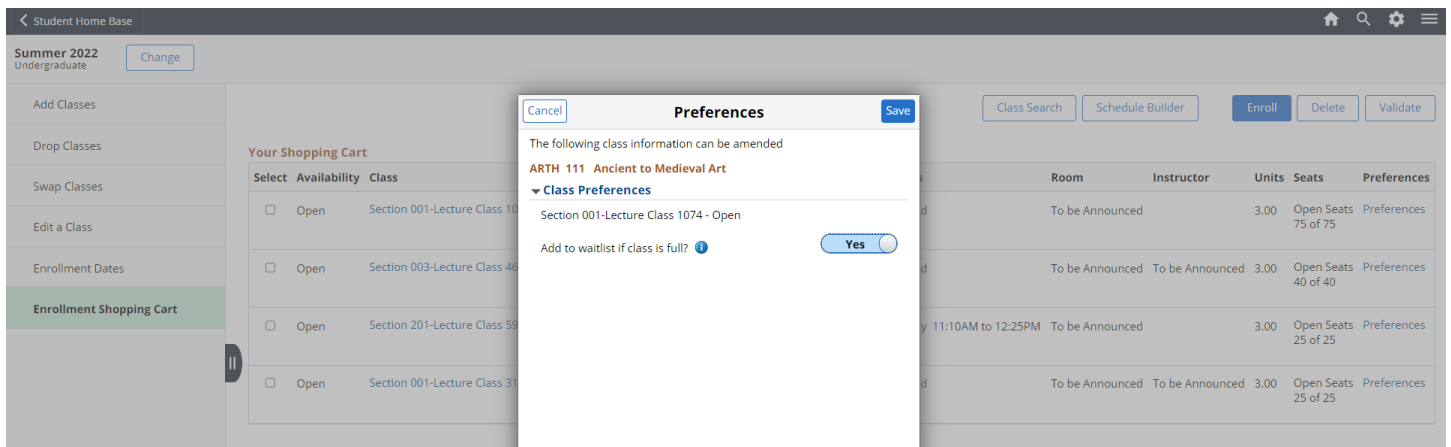 Student Home Base
Summer 2022
Undergraduate
Change
Add Classes
Drop Classes
Swap Classes
Edit a Class
Enrollment Dates
Enrollment Shopping Cart
Class Search
Schedule Builder
Enroll
Delete
Validate
Your Shopping Cart
Select Availability Class Room Instructor Units Seats Preferences
Open Section 001-Lecture Class To be Announced 3.00 Open Seats Preferences
75 of 75
Open Section 003-Lecture Class To be Announced To be Announced 3.00 Open Seats Preferences
40 of 40
Open Section 201-Lecture Class 11:10AM to 12:25PM To be Announced 3.00 Open Seats Preferences
25 of 25
Open Section 001-Lecture Class To be Announced To be Announced 3.00 Open Seats Preferences
25 of 25
Cancel
Preferences
Save
The following class information can be amended
ARTH 111 Ancient to Medieval Art
Class Preferences
Section 001-Lecture Class 1074 - Open
Add to waitlist if class is full?
Yes